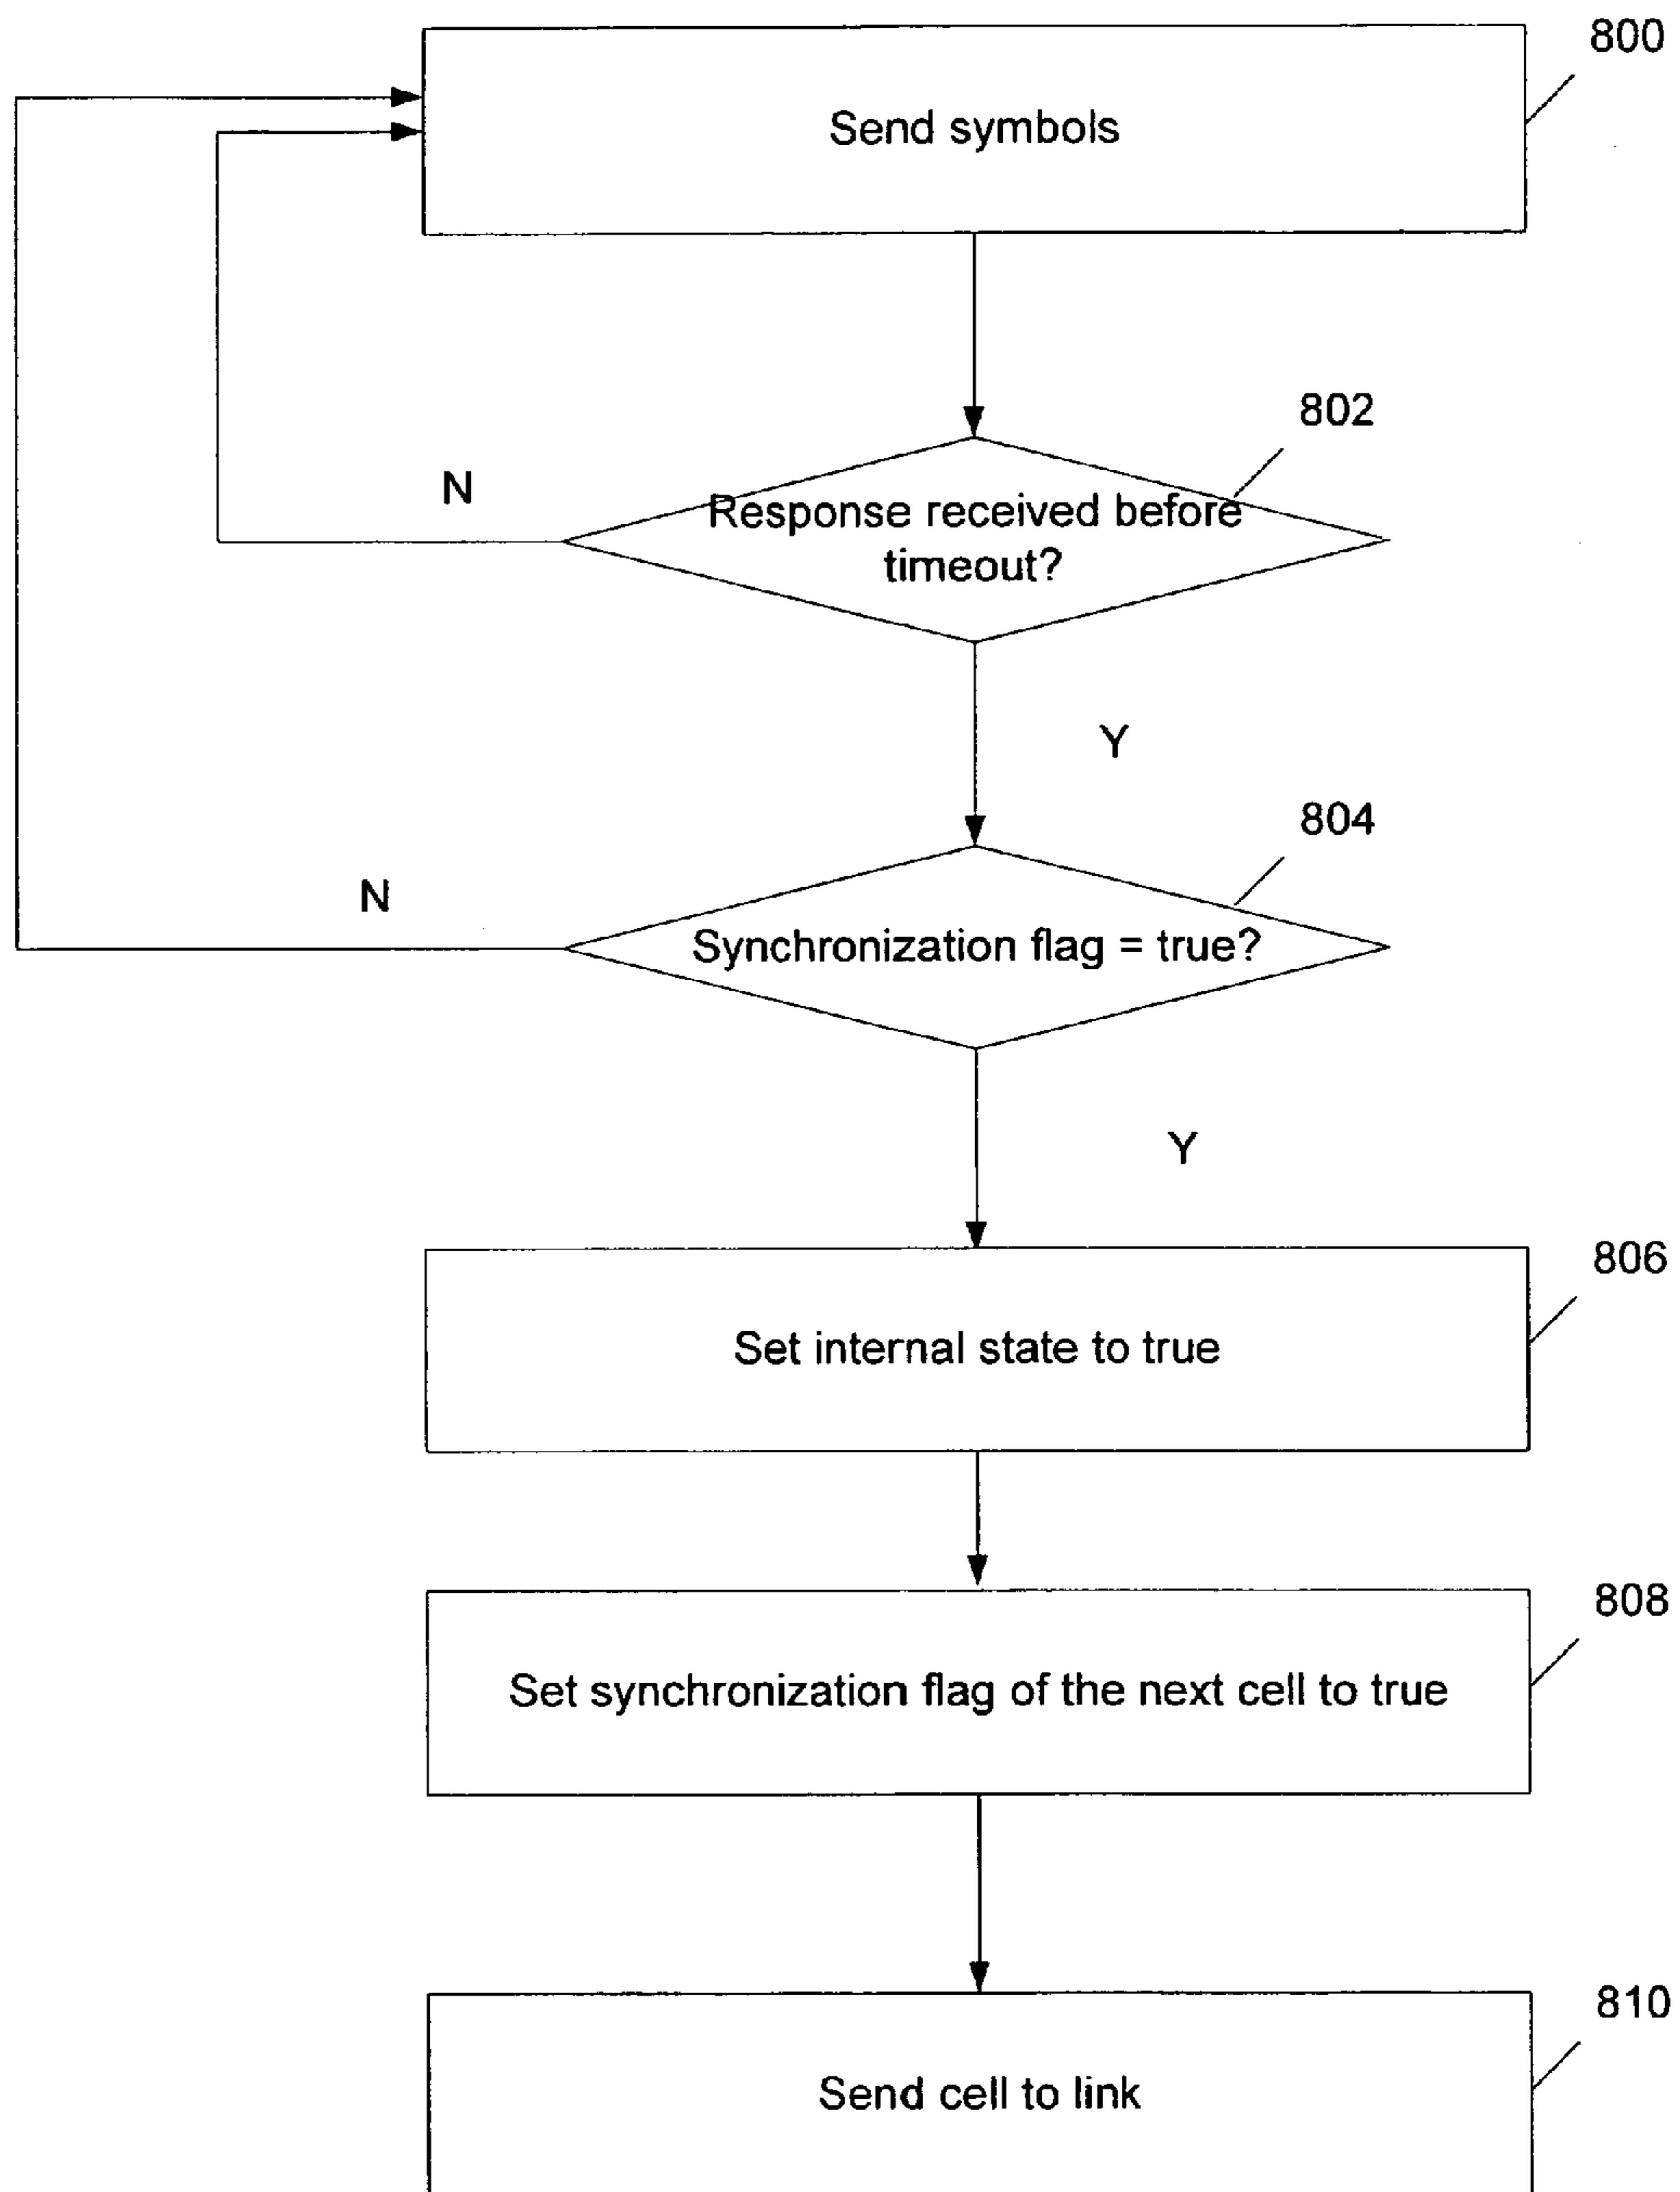 800
Send symbols
802
N
Response received before
timeout?
Y
804
N
Synchronization flag = true?
Y
806
Set internal state to true
808
Set synchronization flag of the next cell to true
810
Send cell to link